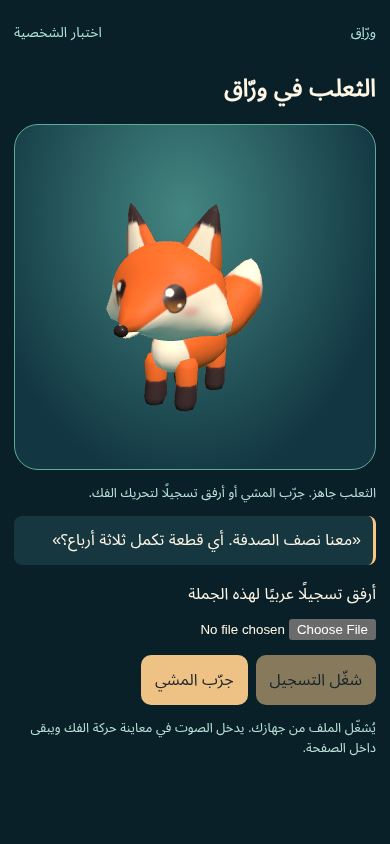 ورّاق
اختبار الشخصية
الثعلب في ورّاق
الثعلب جاهز. جرّب المشي أو أرفق تسجيلًا لتحريك الفك.
«معنا نصف الصدفة. أي قطعة تكمل ثلاثة أرباع؟»
أرفق تسجيلًا عربيًا لهذه الجملة
Choose File No file chosen
شغّل التسجيل
جرّب المشي
يُشغّل الملف من جهازك. يدخل الصوت في معاينة حركة الفك ويبقى
داخل الصفحة.